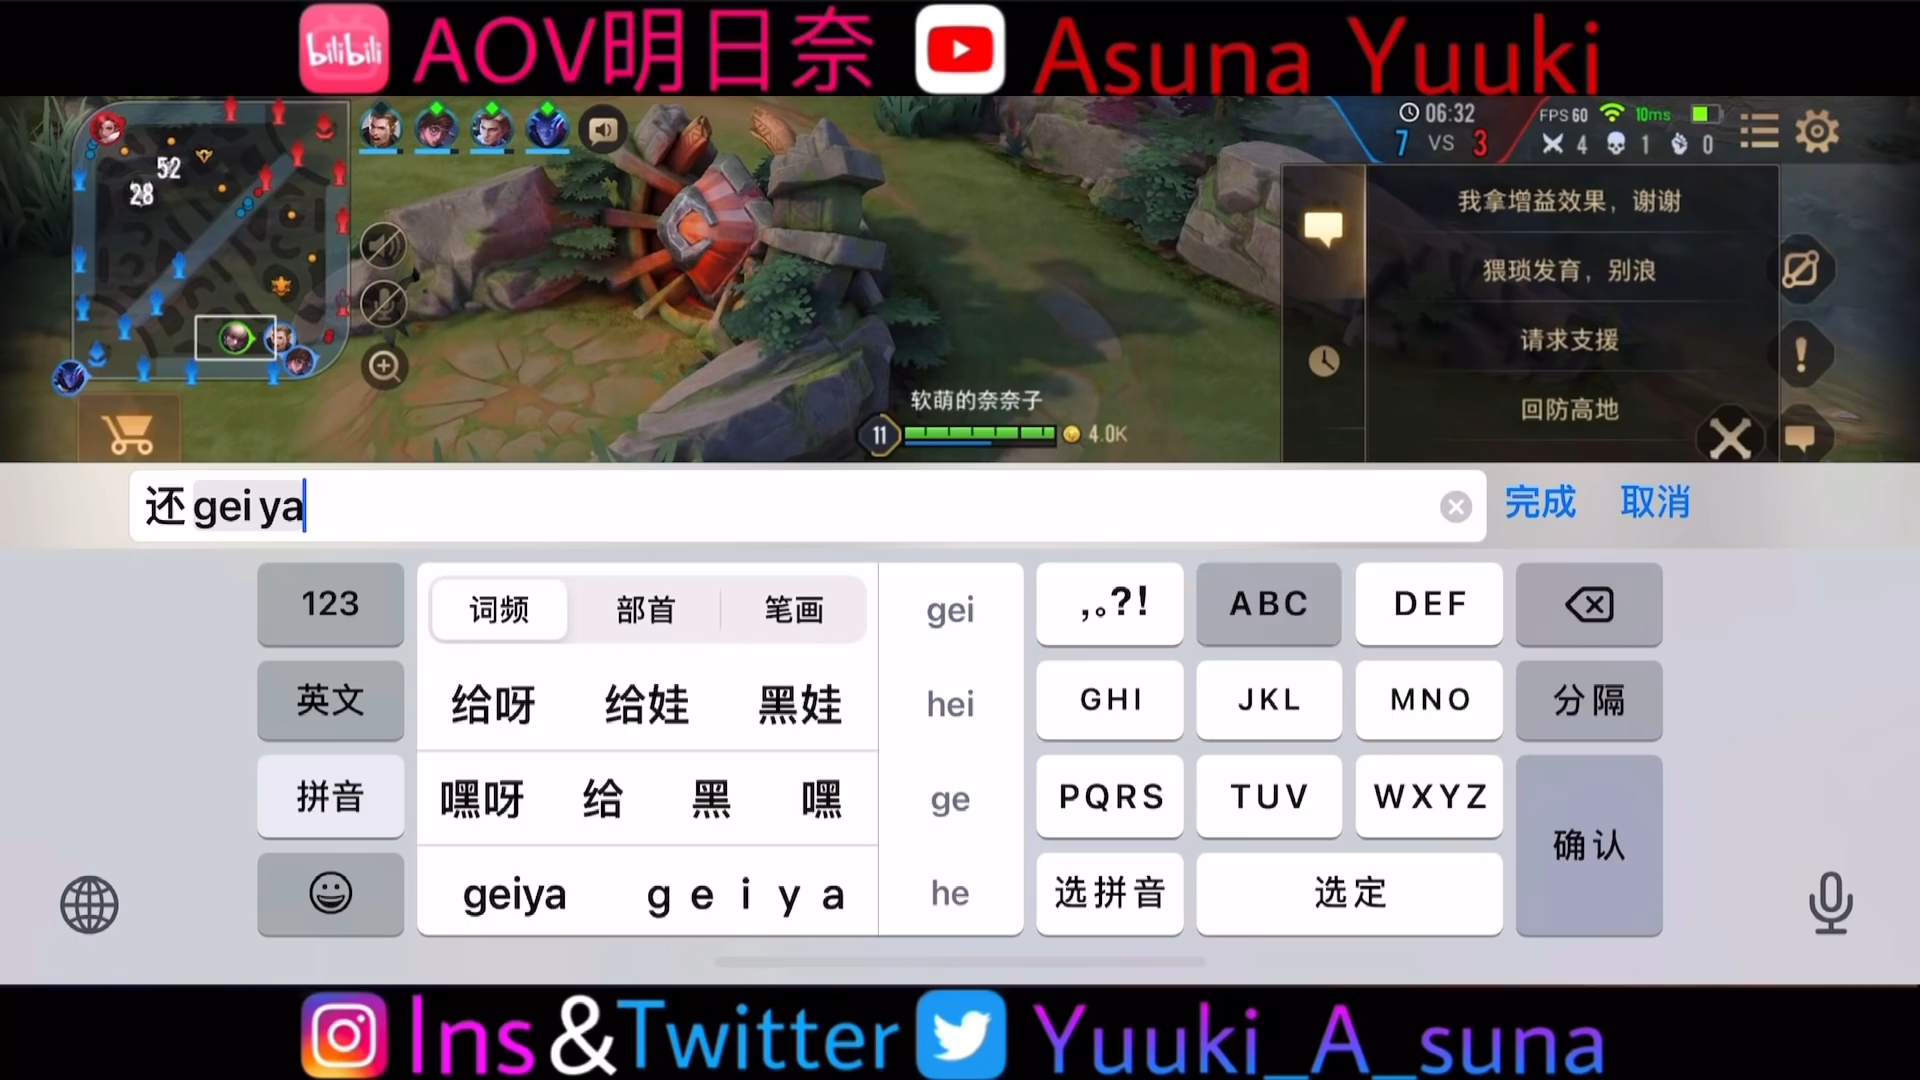 bilibili AOV明日奈 Asuna Yuuki
52
28
06:32
7 VS 3
FPS 60 10ms
4 1 0
我拿增益效果，谢谢
猥琐发育，别浪
请求支援
回防高地
软萌的奈奈子
11 4.0K
还gei ya
完成 取消
123 词频 部首 笔画 gei ,。?! ABC DEF
英文 给呀 给娃 黑娃 hei GHI JKL MNO 分隔
拼音 嘿呀 给 黑 嘿 ge PQRS TUV WXYZ 确认
geiya g e i y a he 选拼音 选定
Ins&Twitter Yuuki_A_suna